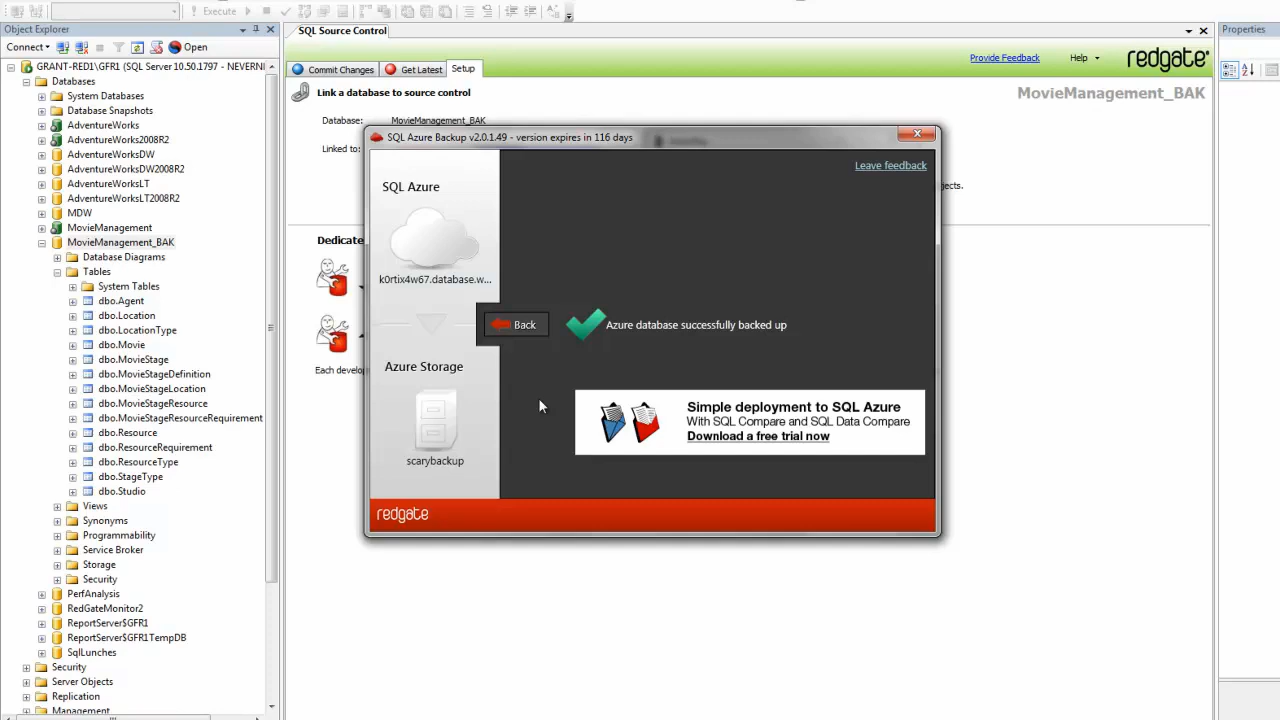 Execute
Object Explorer
SQL Source Control
Properties
Connect
Open
Commit Changes
Get Latest
Setup
Provide Feedback
Help
redgate
GRANT-RED1\GFR1 (SQL Server 10.50.1797 - NEVERNI
Databases
System Databases
Database Snapshots
AdventureWorks
AdventureWorks2008R2
AdventureWorksDW
AdventureWorksDW2008R2
AdventureWorksLT
AdventureWorksLT2008R2
MDW
MovieManagement
MovieManagement_BAK
Database Diagrams
Tables
System Tables
dbo.Agent
dbo.Location
dbo.LocationType
dbo.Movie
dbo.MovieStage
dbo.MovieStageDefinition
dbo.MovieStageLocation
dbo.MovieStageResource
dbo.MovieStageResourceRequirement
dbo.Resource
dbo.ResourceRequirement
dbo.ResourceType
dbo.StageType
dbo.Studio
Views
Synonyms
Programmability
Service Broker
Storage
Security
PerfAnalysis
RedGateMonitor2
ReportServer$GFR1
ReportServer$GFR1TempDB
SqlLunches
Security
Server Objects
Replication
Management
Link a database to source control
MovieManagement_BAK
Database:
MovieManagement_BAK
Linked to:
jects.
Dedicate
Each develop
SQL Azure Backup v2.0.1.49 - version expires in 116 days
Leave feedback
SQL Azure
k0rtix4w67.database.w...
Back
Azure database successfully backed up
Azure Storage
scarybackup
Simple deployment to SQL Azure
With SQL Compare and SQL Data Compare
Download a free trial now
redgate